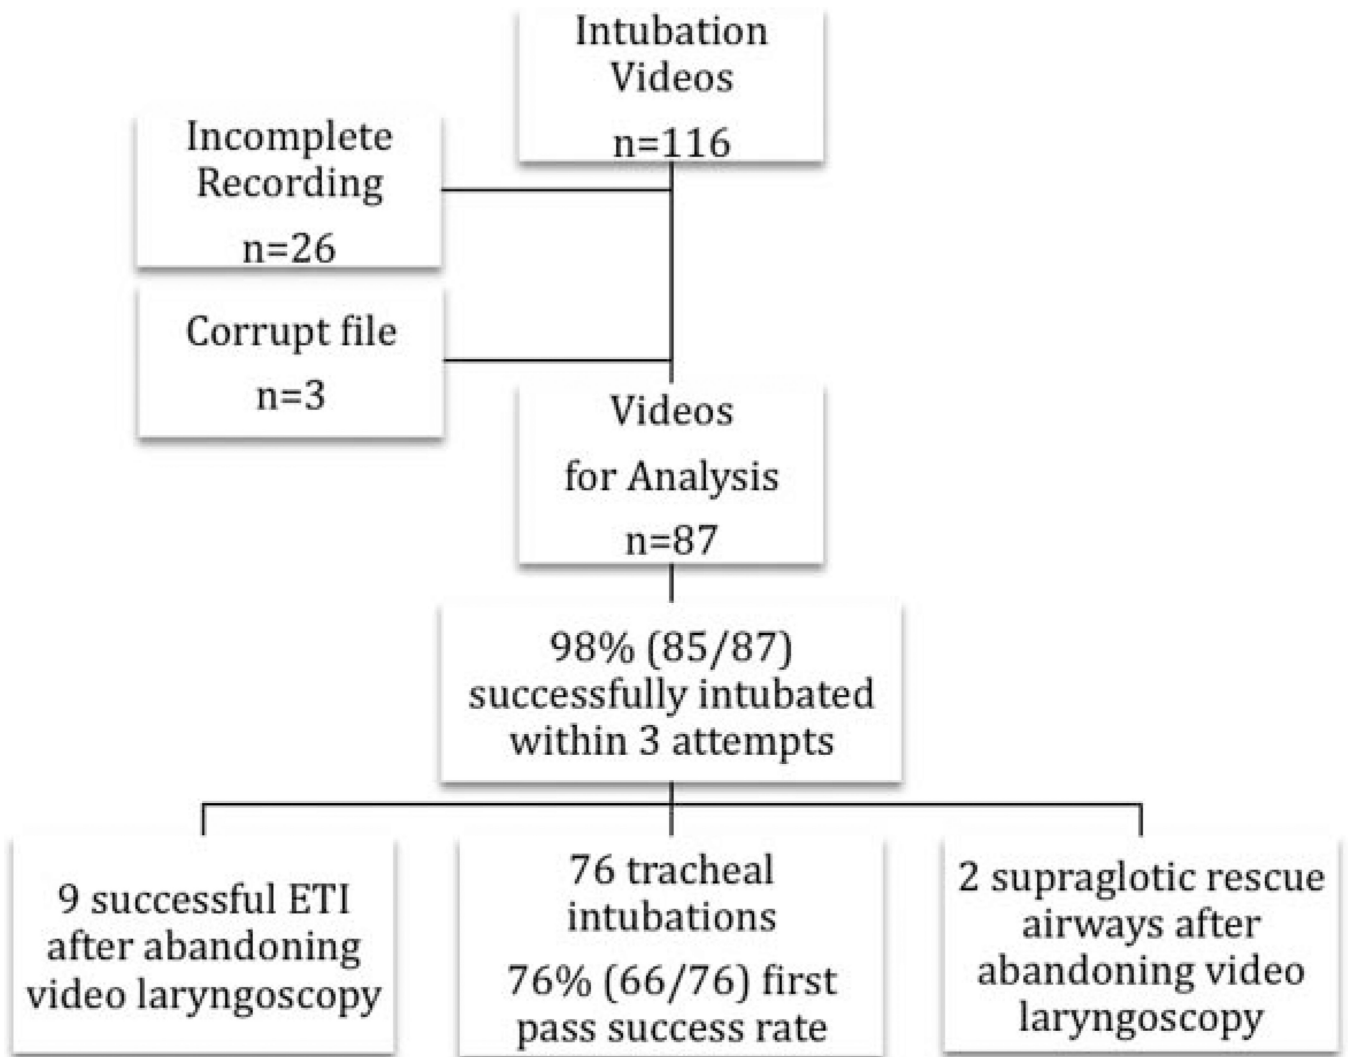 Intubation
Videos
n=116
Incomplete
Recording
n=26
Corrupt file
n=3
Videos
for Analysis
n=87
98% (85/87)
successfully intubated
within 3 attempts
9 successful ETI
after abandoning
video laryngoscopy
76 tracheal
intubations
76% (66/76) first
pass success rate
2 supraglotic rescue
airways after
abandoning video
laryngoscopy